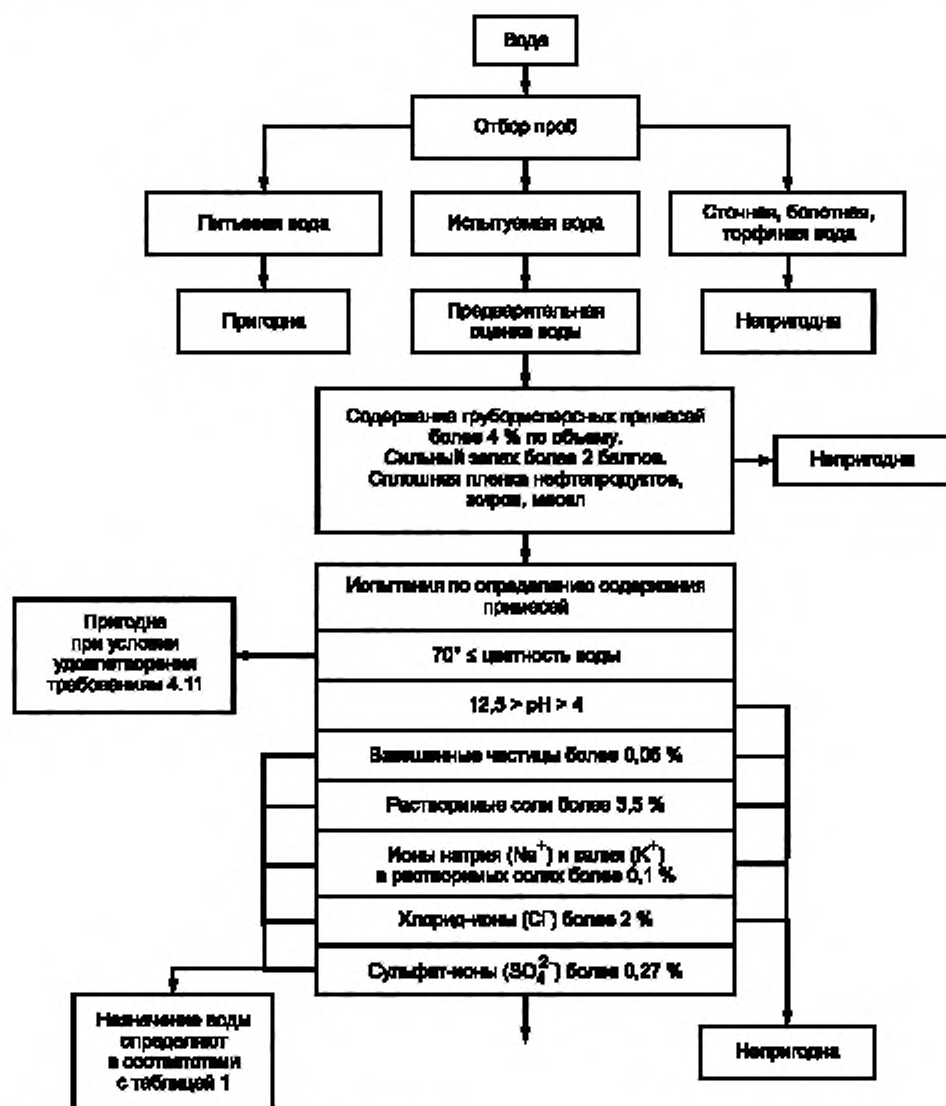 Вода
Отбор проб
Питьевая вода
Испытуемая вода
Сточная, болотная,
торфяная вода
Пригодна
Предварительная
оценка воды
Непригодна
Содержание грубодисперсных примесей
более 4 % по объему.
Сильный запах более 2 баллов.
Сплошная пленка нефтепродуктов,
жиров, масел
Непригодна
Испытания по определению содержания
примесей
Пригодна
при условии
удовлетворения
требованиям 4.11
70° ≤ цветность воды
12,5 > pH > 4
Взвешенные частицы более 0,05 %
Растворимые соли более 3,5 %
Ионы натрия (Na⁺) и калия (K⁺)
в растворимых солях более 0,1 %
Хлорид-ионы (Cl⁻) более 2 %
Сульфат-ионы (SO₄²⁻) более 0,27 %
Назначение воды
определяют
в соответствии
с таблицей 1
Непригодна